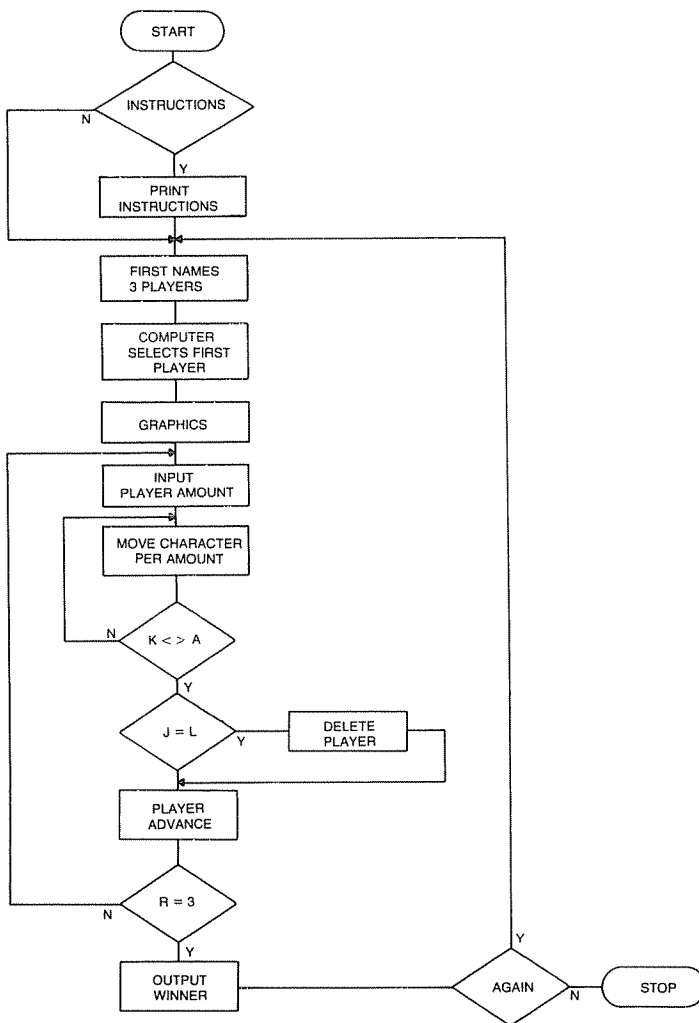 START
INSTRUCTIONS
N
Y
PRINT
INSTRUCTIONS
FIRST NAMES
3 PLAYERS
COMPUTER
SELECTS FIRST
PLAYER
GRAPHICS
INPUT
PLAYER AMOUNT
MOVE CHARACTER
PER AMOUNT
N
K < > A
Y
J = L
Y
DELETE
PLAYER
PLAYER
ADVANCE
R = 3
N
Y
OUTPUT
WINNER
Y
AGAIN
N
STOP